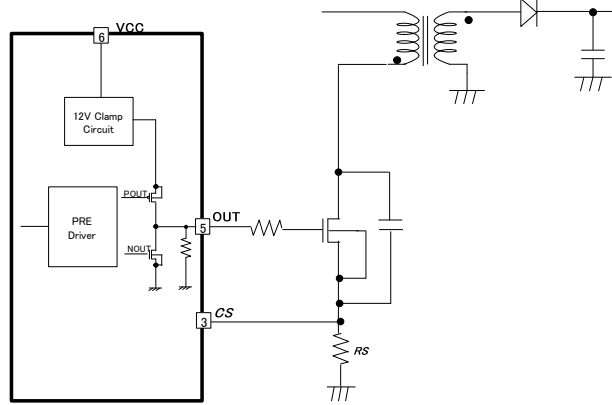 VCC
6
12V Clamp
Circuit
POUT
PRE
Driver
NOUT
OUT
5
CS
3
RS